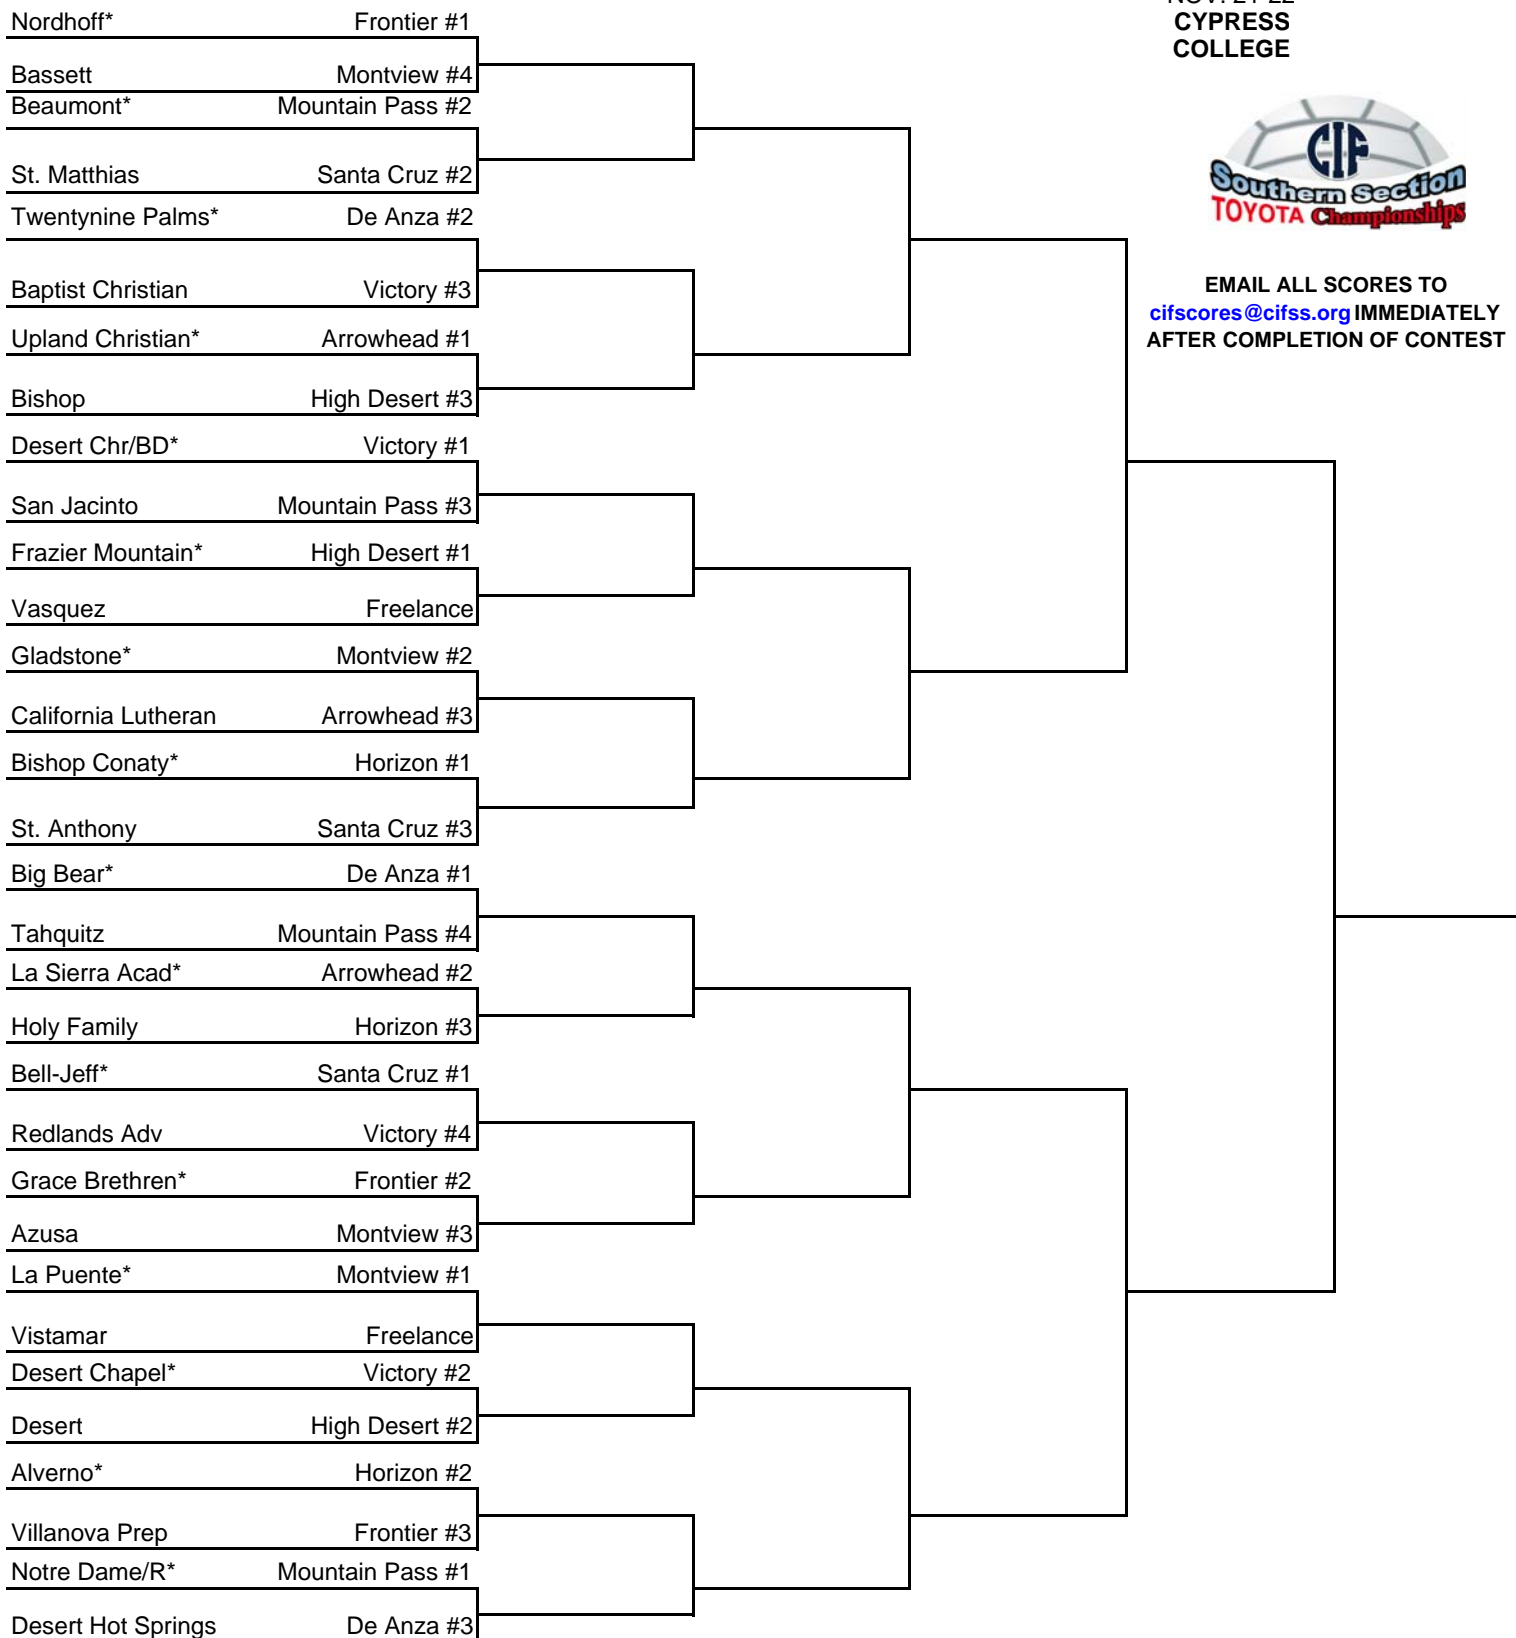 NOV. 21-22
Nordhoff* Frontier #1
CYPRESS
COLLEGE
Bassett Montview #4
Beaumont* Mountain Pass #2
St. Matthias Santa Cruz #2
CIF
Southern Section
TOYOTA Championships
Twentynine Palms* De Anza #2
Baptist Christian Victory #3
EMAIL ALL SCORES TO
cifscores@cifss.org IMMEDIATELY
AFTER COMPLETION OF CONTEST
Upland Christian* Arrowhead #1
Bishop High Desert #3
Desert Chr/BD* Victory #1
San Jacinto Mountain Pass #3
Frazier Mountain* High Desert #1
Vasquez Freelance
Gladstone* Montview #2
California Lutheran Arrowhead #3
Bishop Conaty* Horizon #1
St. Anthony Santa Cruz #3
Big Bear* De Anza #1
Tahquitz Mountain Pass #4
La Sierra Acad* Arrowhead #2
Holy Family Horizon #3
Bell-Jeff* Santa Cruz #1
Redlands Adv Victory #4
Grace Brethren* Frontier #2
Azusa Montview #3
La Puente* Montview #1
Vistamar Freelance
Desert Chapel* Victory #2
Desert High Desert #2
Alverno* Horizon #2
Villanova Prep Frontier #3
Notre Dame/R* Mountain Pass #1
Desert Hot Springs De Anza #3